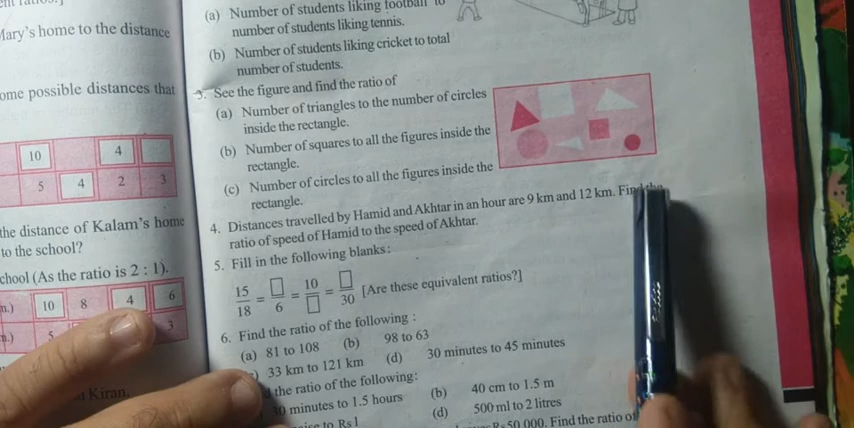 Mary's home to the distance
ome possible distances that
10 4
5 4 2 3
the distance of Kalam's home
to the school?
chool (As the ratio is 2 : 1).
10 8 4 6
5 3
Kiran.
(a) Number of students liking football to
number of students liking tennis.
(b) Number of students liking cricket to total
number of students.
3. See the figure and find the ratio of
(a) Number of triangles to the number of circles
inside the rectangle.
(b) Number of squares to all the figures inside the
rectangle.
(c) Number of circles to all the figures inside the
rectangle.
4. Distances travelled by Hamid and Akhtar in an hour are 9 km and 12 km. Find the
ratio of speed of Hamid to the speed of Akhtar.
5. Fill in the following blanks:
15/18 = □/6 = 10/□ = □/30 [Are these equivalent ratios?]
6. Find the ratio of the following :
(a) 81 to 108 (b) 98 to 63
33 km to 121 km (d) 30 minutes to 45 minutes
the ratio of the following:
30 minutes to 1.5 hours (b) 40 cm to 1.5 m
to Rs 1 (d) 500 ml to 2 litres
Rs 50,000. Find the ratio of